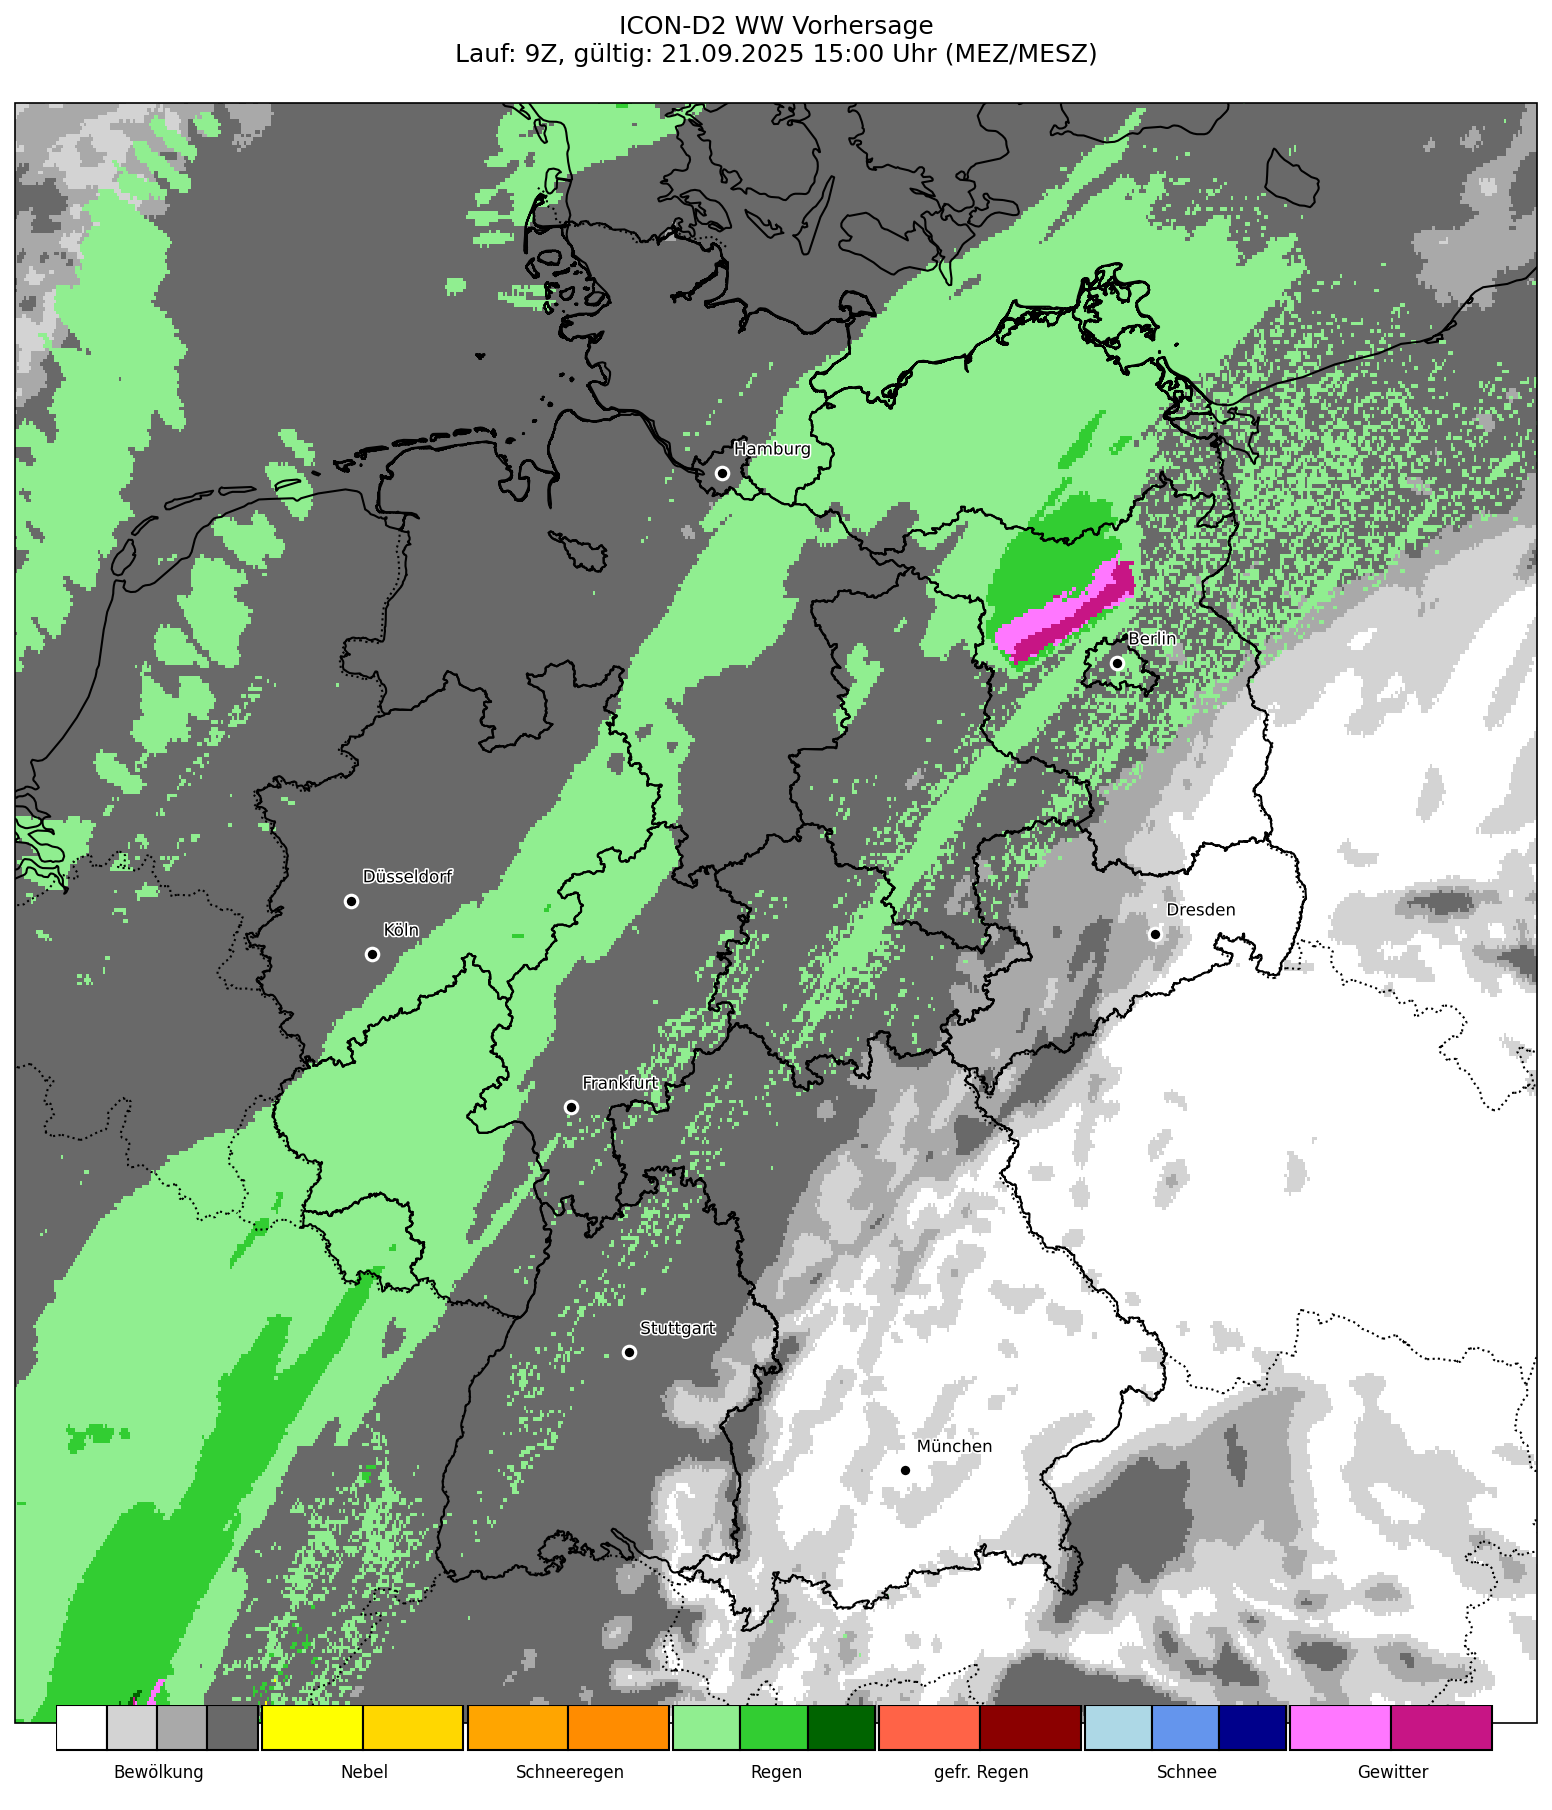 ICON-D2 WW Vorhersage
Lauf: 9Z, gültig: 21.09.2025 15:00 Uhr (MEZ/MESZ)
Hamburg
Berlin
Düsseldorf
Köln
Dresden
Frankfurt
Stuttgart
München
Bewölkung
Nebel
Schneeregen
Regen
gefr. Regen
Schnee
Gewitter